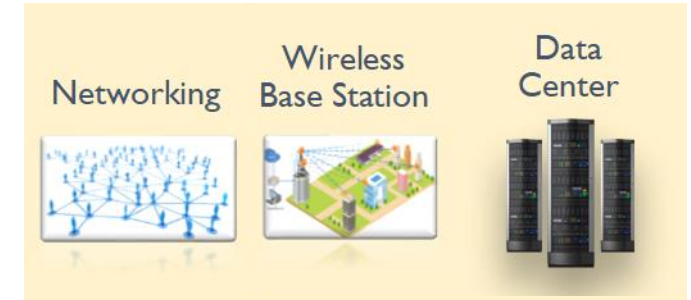 Networking
Wireless
Base Station
Data
Center